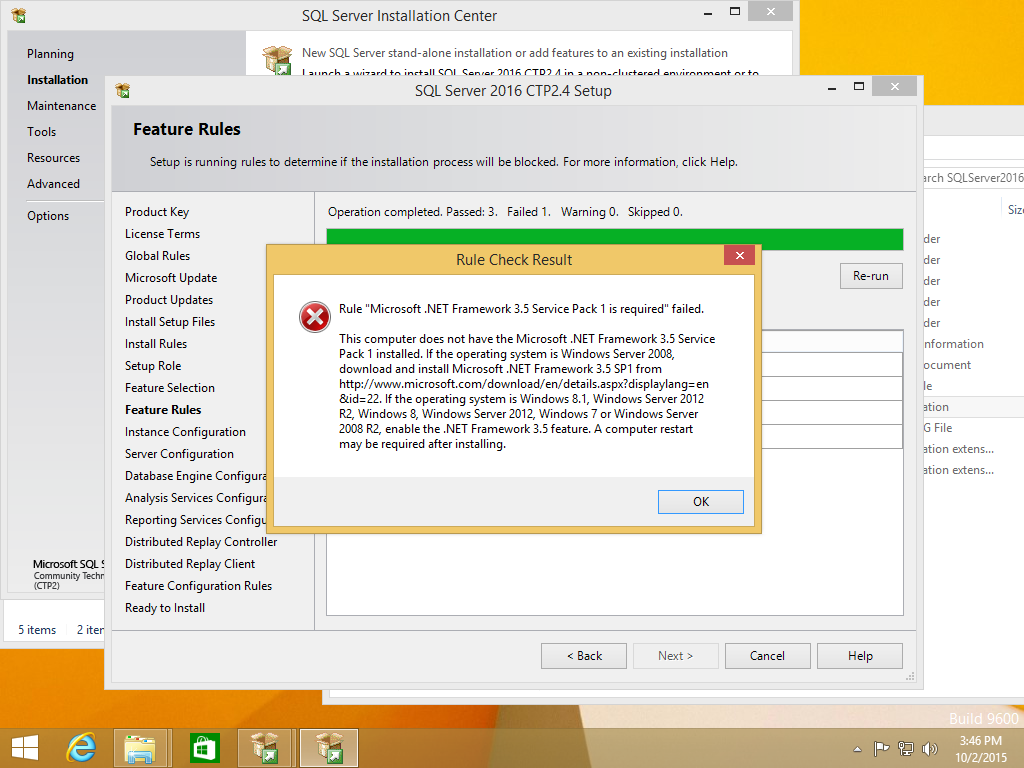 SQL Server Installation Center
Planning
Installation
Maintenance
Tools
Resources
Advanced
Options
New SQL Server stand-alone installation or add features to an existing installation
Launch a wizard to install SQL Server 2016 CTP2.4 in a non-clustered environment or to
Microsoft SQL S
Community Techn
(CTP2)
5 items
2 iter
SQL Server 2016 CTP2.4 Setup
Feature Rules
Setup is running rules to determine if the installation process will be blocked. For more information, click Help.
Product Key
License Terms
Global Rules
Microsoft Update
Product Updates
Install Setup Files
Install Rules
Setup Role
Feature Selection
Feature Rules
Instance Configuration
Server Configuration
Database Engine Configura
Analysis Services Configura
Reporting Services Configu
Distributed Replay Controller
Distributed Replay Client
Feature Configuration Rules
Ready to Install
Operation completed. Passed: 3. Failed 1. Warning 0. Skipped 0.
Re-run
Rule Check Result
Rule "Microsoft .NET Framework 3.5 Service Pack 1 is required" failed.
This computer does not have the Microsoft .NET Framework 3.5 Service
Pack 1 installed. If the operating system is Windows Server 2008,
download and install Microsoft .NET Framework 3.5 SP1 from
http://www.microsoft.com/download/en/details.aspx?displaylang=en
&id=22. If the operating system is Windows 8.1, Windows Server 2012
R2, Windows 8, Windows Server 2012, Windows 7 or Windows Server
2008 R2, enable the .NET Framework 3.5 feature. A computer restart
may be required after installing.
OK
< Back
Next >
Cancel
Help
arch SQLServer2016
Size
der
der
der
der
der
nformation
ocument
le
ation
G File
ation extens...
ation extens...
Build 9600
3:46 PM
10/2/2015